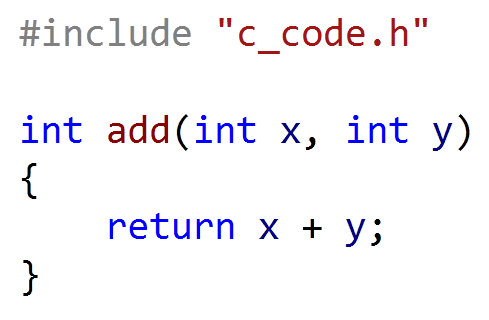 #include "c_code.h"

int add(int x, int y)
{
    return x + y;
}